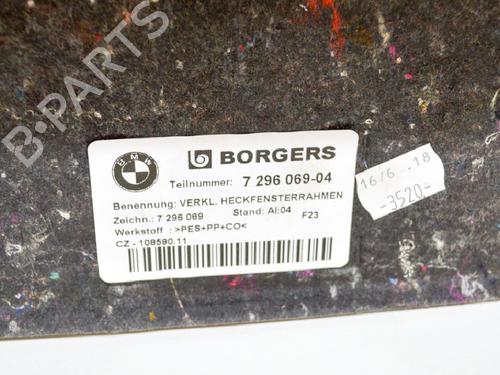 B-PARTS
BMW
BORGERS
Teilnummer: 7 296 069-04
Benennung: VERKL. HECKFENSTERRAHMEN
Zeichn.: 7 296 069 Stand: AI:04 F23
Werkstoff : >PES+PP+CO<
CZ - 108590.11
16/6 .18
-3520-